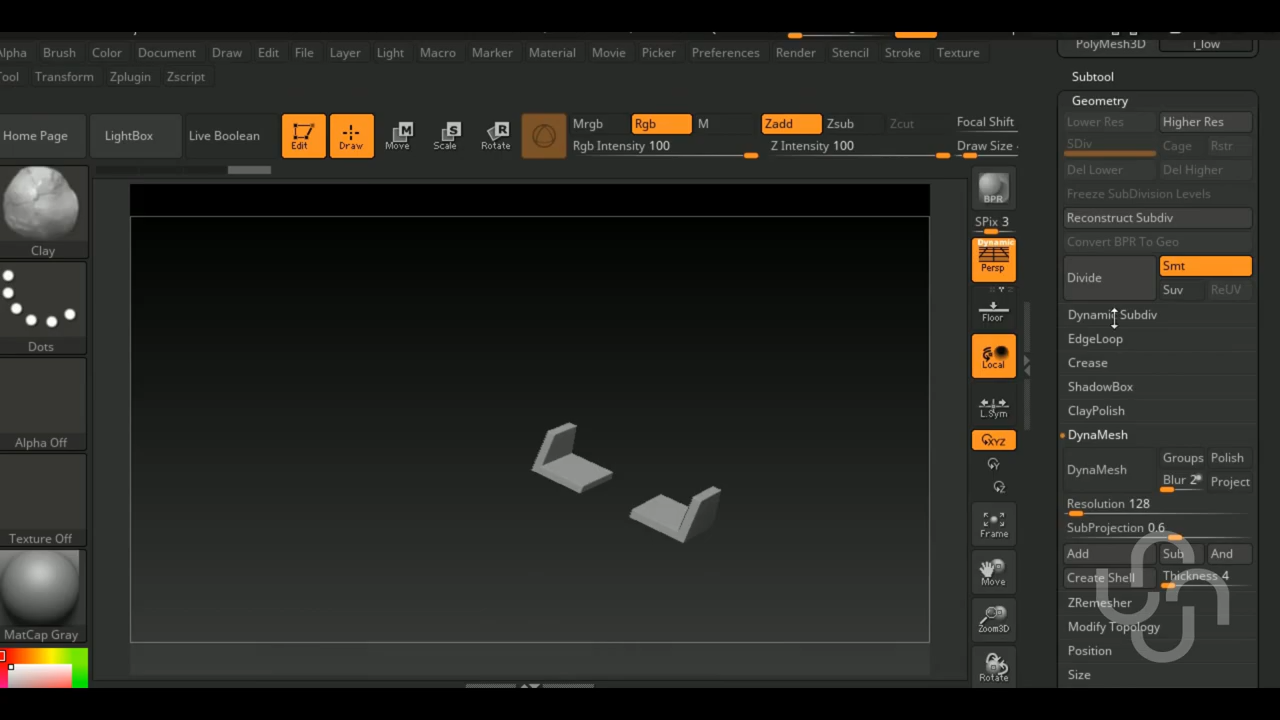 PolyMesh3D i_low
Alpha Brush Color Document Draw Edit File Layer Light Macro Marker Material Movie Picker Preferences Render Stencil Stroke Texture
Tool Transform Zplugin Zscript
Subtool
Geometry
Lower Res Higher Res
SDiv Cage Rstr
Del Lower Del Higher
Freeze SubDivision Levels
Reconstruct Subdiv
Convert BPR To Geo
Divide Smt
Suv ReUV
Dynamic Subdiv
EdgeLoop
Crease
ShadowBox
ClayPolish
DynaMesh
DynaMesh Groups Polish
Blur 2 Project
Resolution 128
SubProjection 0.6
Add Sub And
Create Shell Thickness 4
ZRemesher
Modify Topology
Position
Size
Home Page LightBox Live Boolean Edit Draw Move Scale Rotate
Mrgb Rgb M Zadd Zsub Zcut Focal Shift
Rgb Intensity 100 Z Intensity 100 Draw Size
Clay
Dots
Alpha Off
Texture Off
MatCap Gray
BPR
SPix 3
Dynamic
Persp
Floor
Local
L.Sym
XYZ
Y
Z
Frame
Move
Zoom3D
Rotate